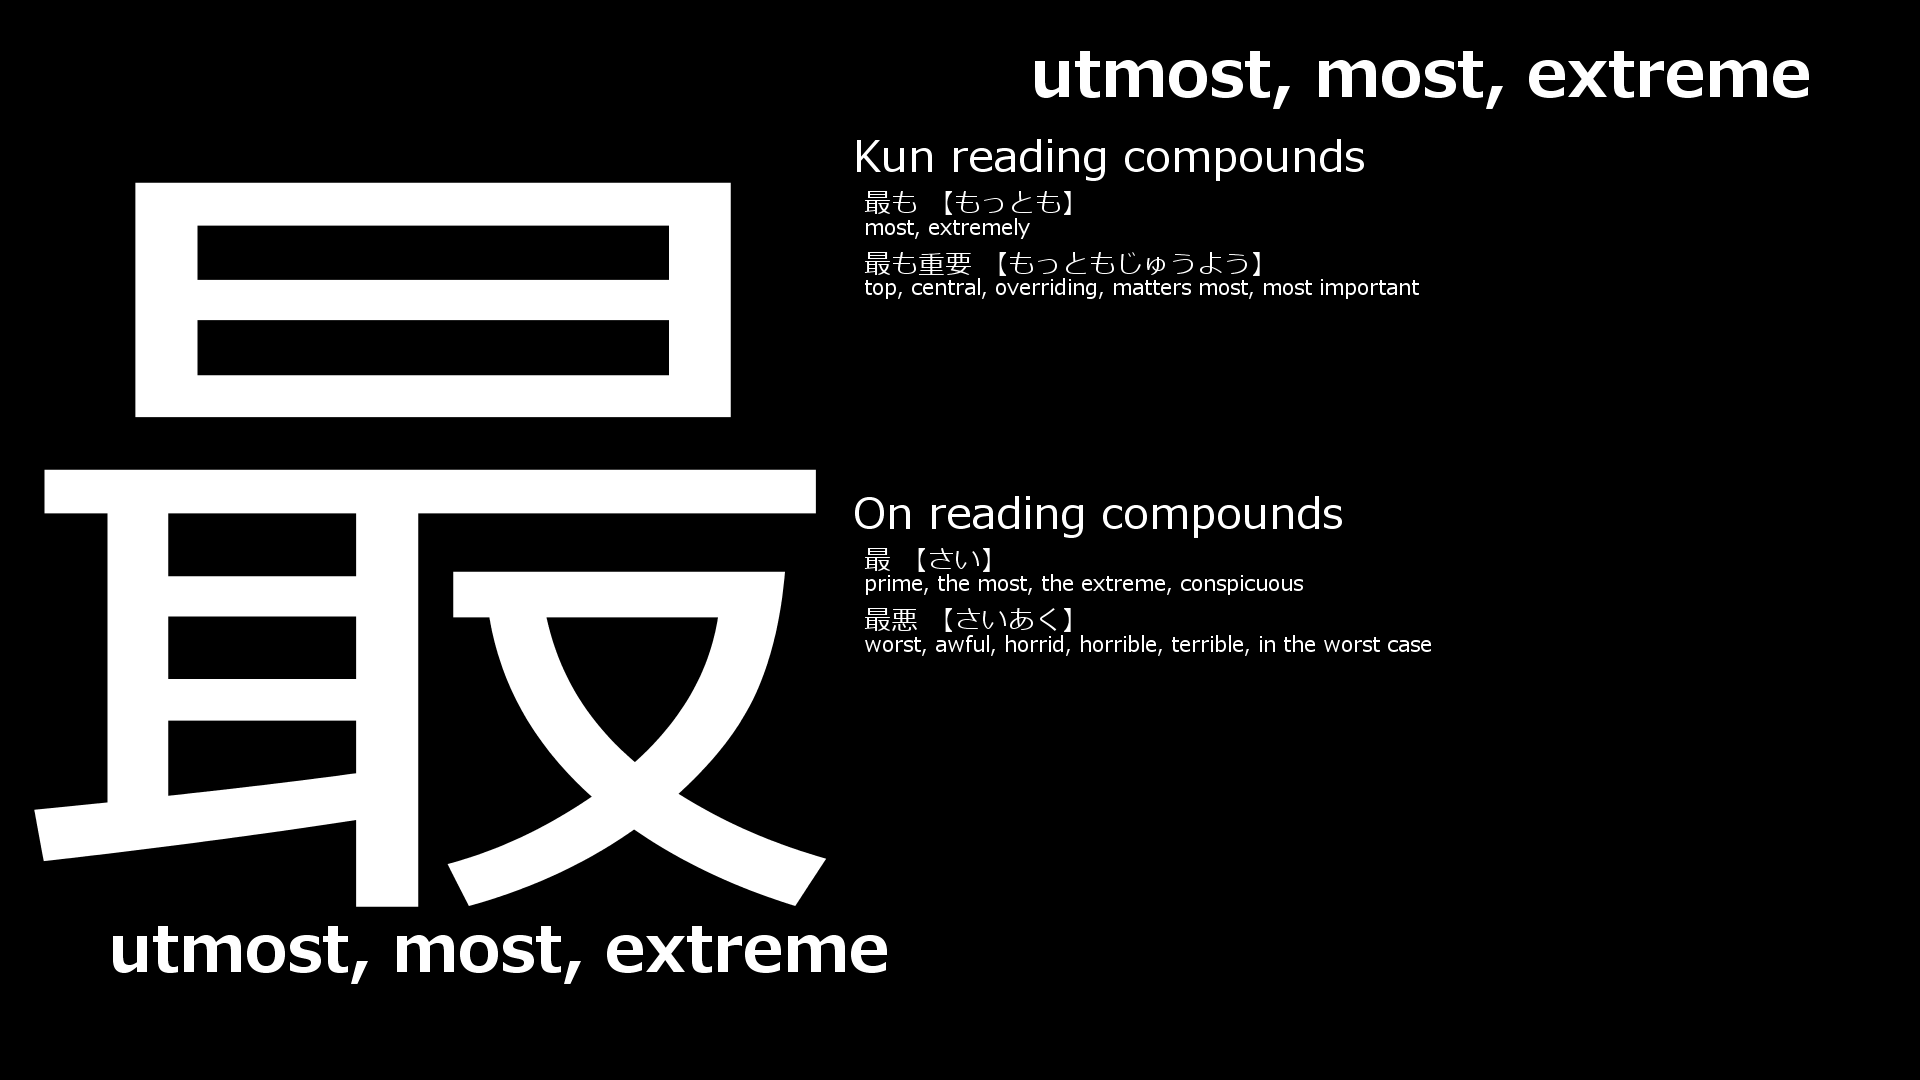 最
utmost, most, extreme
utmost, most, extreme
Kun reading compounds
最も 【もっとも】
most, extremely
最も重要 【もっともじゅうよう】
top, central, overriding, matters most, most important
On reading compounds
最 【さい】
prime, the most, the extreme, conspicuous
最悪 【さいあく】
worst, awful, horrid, horrible, terrible, in the worst case